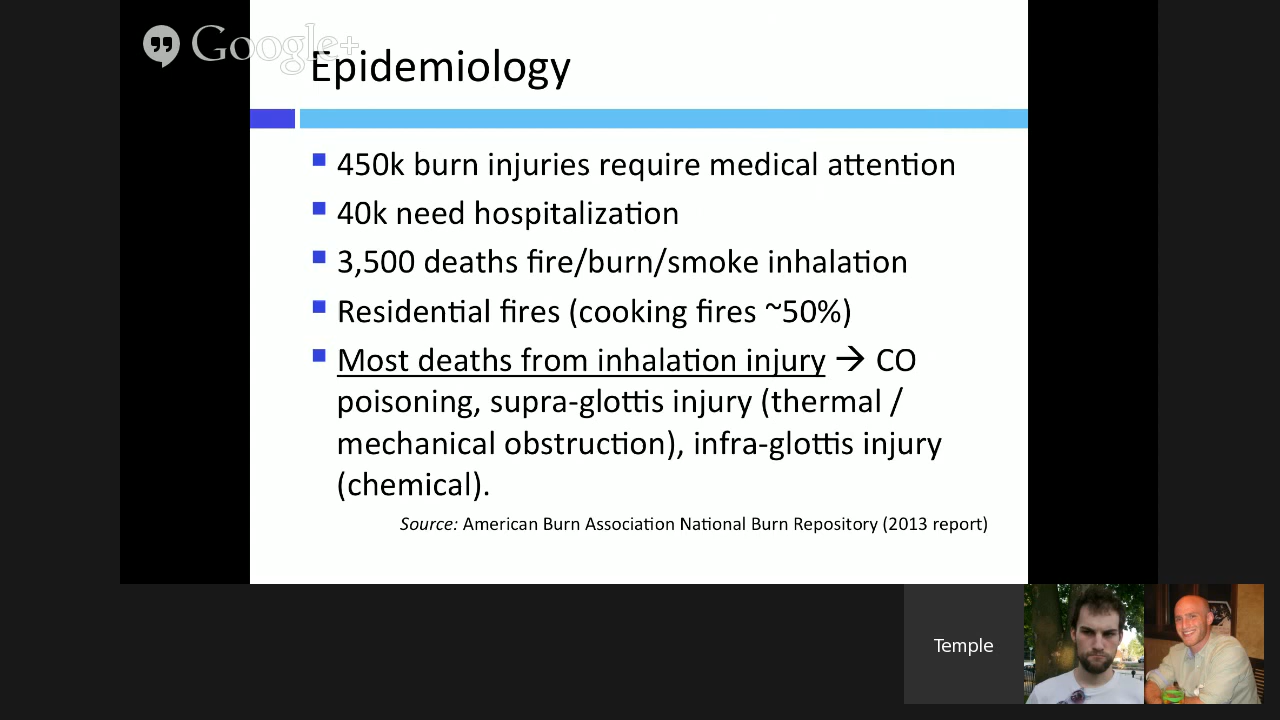 Google+
Epidemiology
450k burn injuries require medical attention
40k need hospitalization
3,500 deaths fire/burn/smoke inhalation
Residential fires (cooking fires ~50%)
Most deaths from inhalation injury → CO
poisoning, supra-glottis injury (thermal /
mechanical obstruction), infra-glottis injury
(chemical).
Source: American Burn Association National Burn Repository (2013 report)
Temple